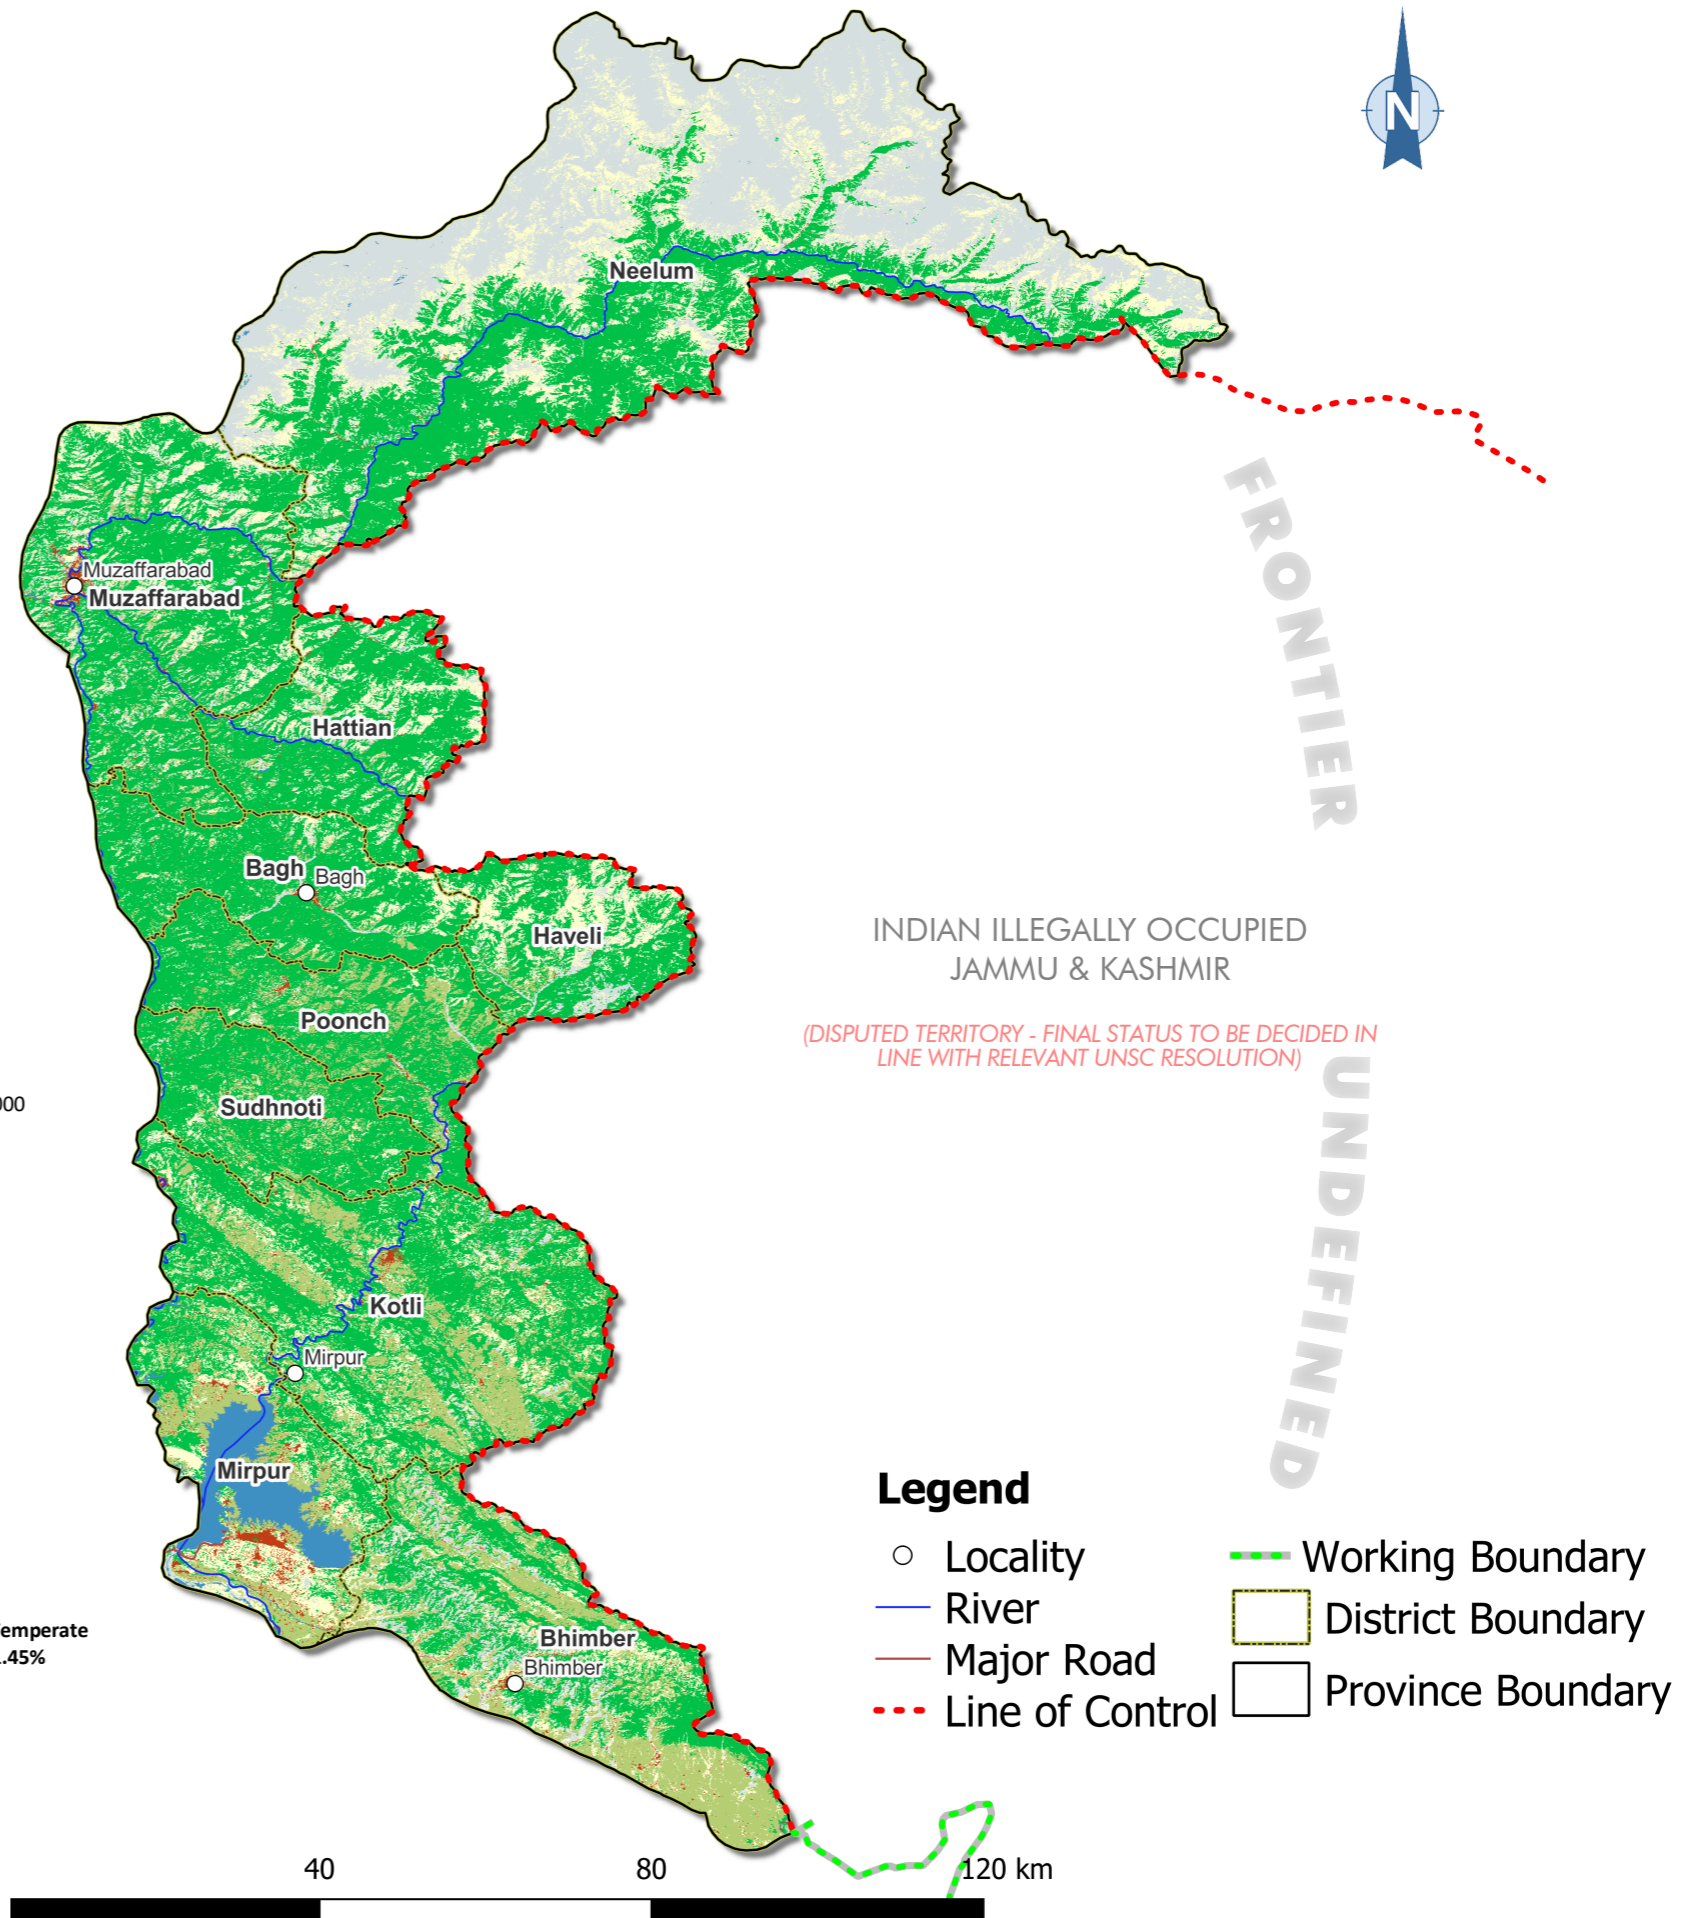 N
Neelum
Muzaffarabad
Muzaffarabad
Hattian
Bagh
Bagh
Haveli
Poonch
Sudhnoti
Kotli
Mirpur
Mirpur
Bhimber
Bhimber
FRONTIER
UNDEFINED
INDIAN ILLEGALLY OCCUPIED
JAMMU & KASHMIR
(DISPUTED TERRITORY - FINAL STATUS TO BE DECIDED IN
LINE WITH RELEVANT UNSC RESOLUTION)
000
emperate
.45%
Legend
Locality
River
Major Road
Line of Control
Working Boundary
District Boundary
Province Boundary
40 80 120 km